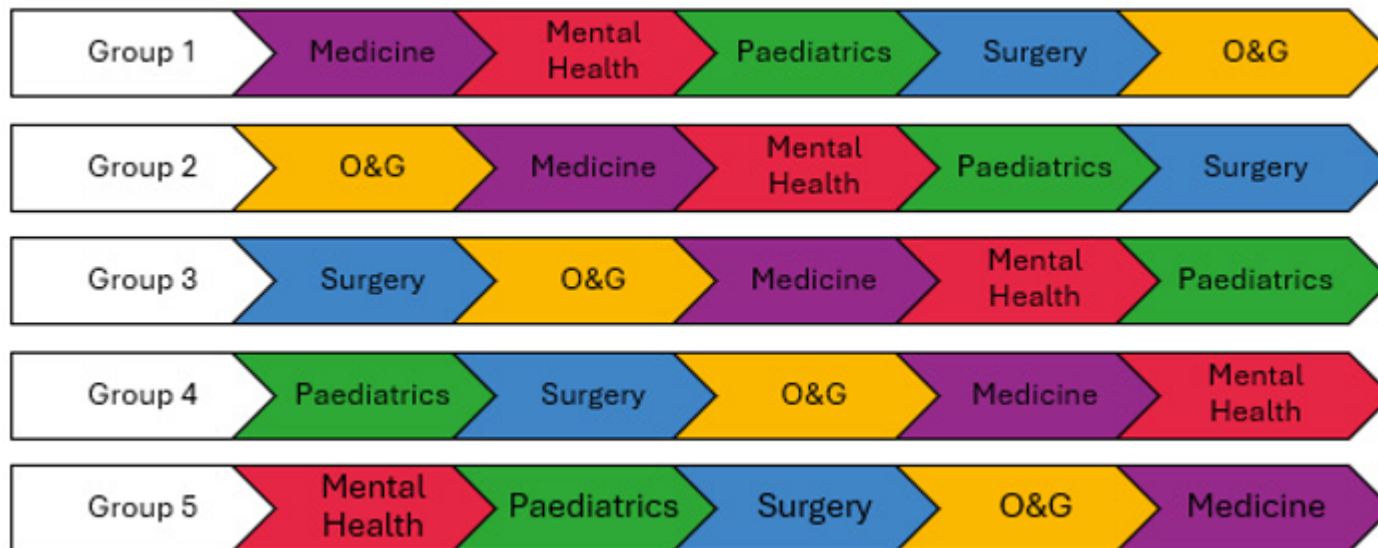 Group 1 Medicine Mental Health Paediatrics Surgery O&G
Group 2 O&G Medicine Mental Health Paediatrics Surgery
Group 3 Surgery O&G Medicine Mental Health Paediatrics
Group 4 Paediatrics Surgery O&G Medicine Mental Health
Group 5 Mental Health Paediatrics Surgery O&G Medicine